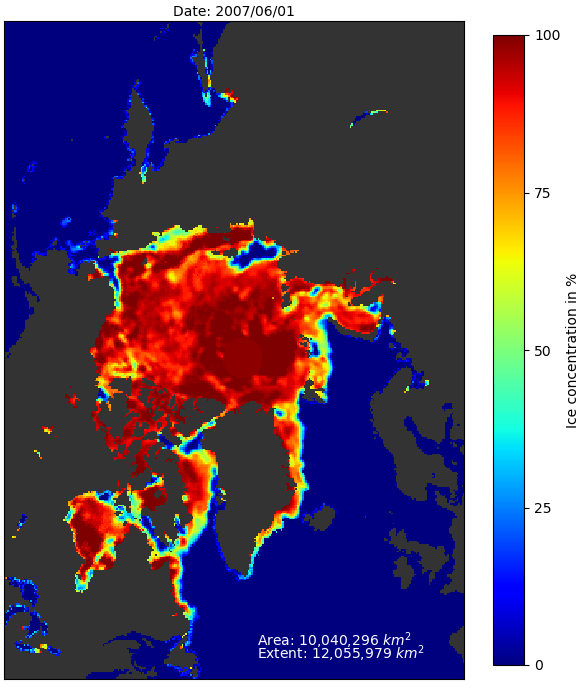 Date: 2007/06/01
100
75
50
25
0
Ice concentration in %
Area: 10,040,296 km²
Extent: 12,055,979 km²